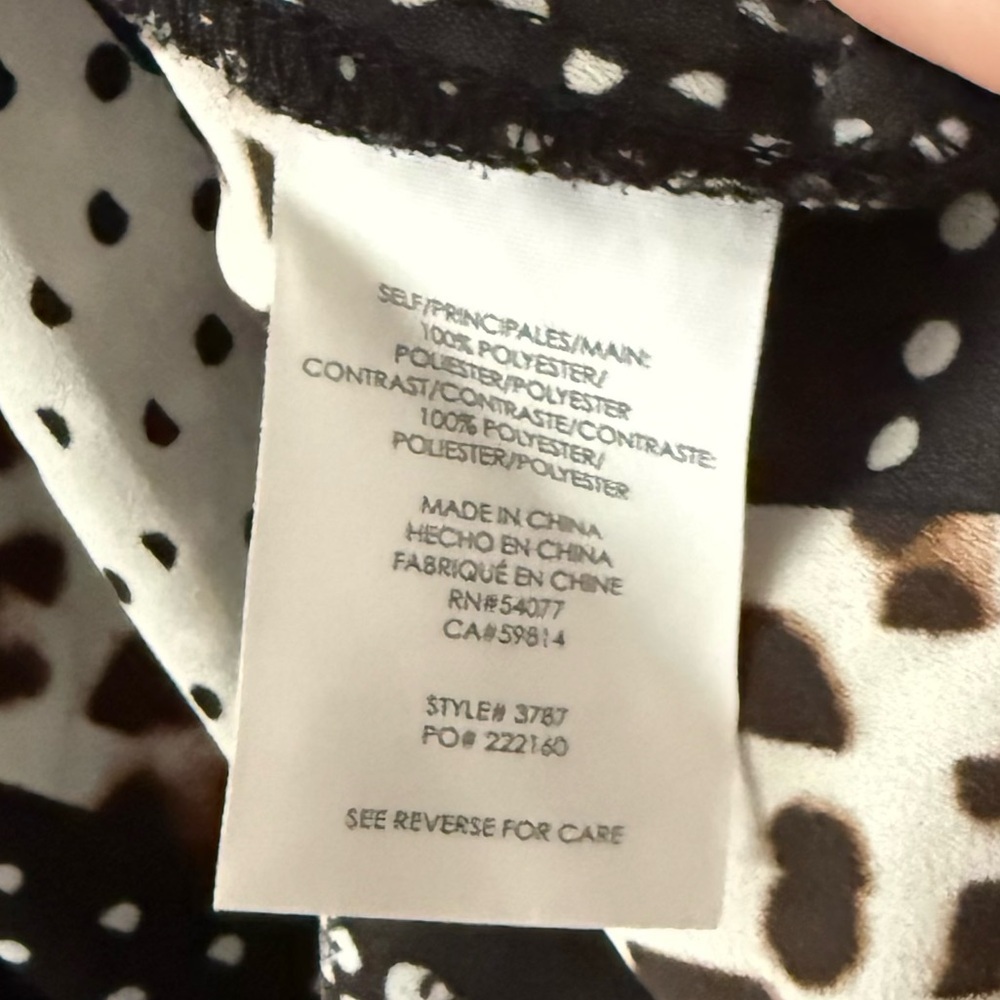 SELF/PRINCIPALES/MAIN:
100% POLYESTER/
POLIESTER/POLYESTER
CONTRAST/CONTRASTE/CONTRASTE:
100% POLYESTER/
POLIESTER/POLYESTER
MADE IN CHINA
HECHO EN CHINA
FABRIQUÉ EN CHINE
RN#54077
CA#59814
STYLE# 3787
PO# 222160
SEE REVERSE FOR CARE